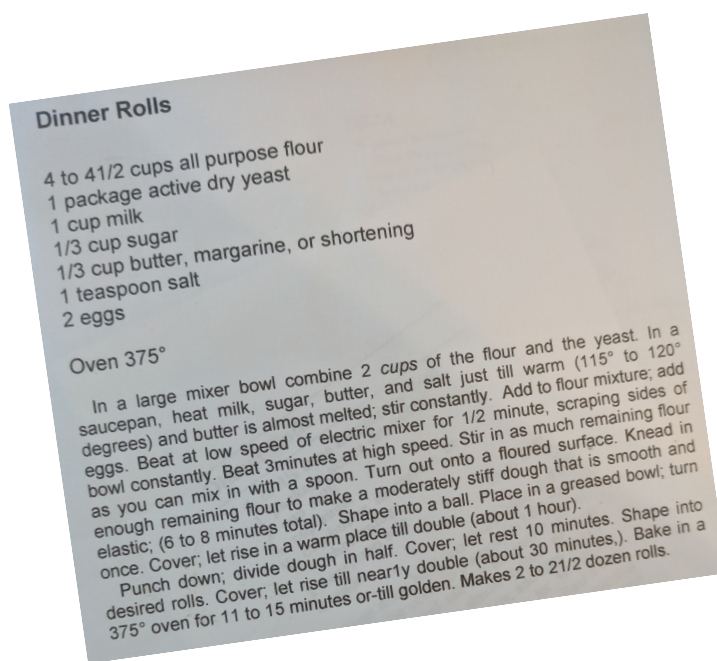 Dinner Rolls
4 to 41/2 cups all purpose flour
1 package active dry yeast
1 cup milk
1/3 cup sugar
1/3 cup butter, margarine, or shortening
1 teaspoon salt
2 eggs
Oven 375°
In a large mixer bowl combine 2 cups of the flour and the yeast. In a
saucepan, heat milk, sugar, butter, and salt just till warm (115° to 120°
degrees) and butter is almost melted; stir constantly. Add to flour mixture; add
eggs. Beat at low speed of electric mixer for 1/2 minute, scraping sides of
bowl constantly. Beat 3minutes at high speed. Stir in as much remaining flour
as you can mix in with a spoon. Turn out onto a floured surface. Knead in
enough remaining flour to make a moderately stiff dough that is smooth and
elastic; (6 to 8 minutes total). Shape into a ball. Place in a greased bowl; turn
once. Cover; let rise in a warm place till double (about 1 hour).
Punch down; divide dough in half. Cover; let rest 10 minutes. Shape into
desired rolls. Cover; let rise till near1y double (about 30 minutes,). Bake in a
375° oven for 11 to 15 minutes or-till golden. Makes 2 to 21/2 dozen rolls.